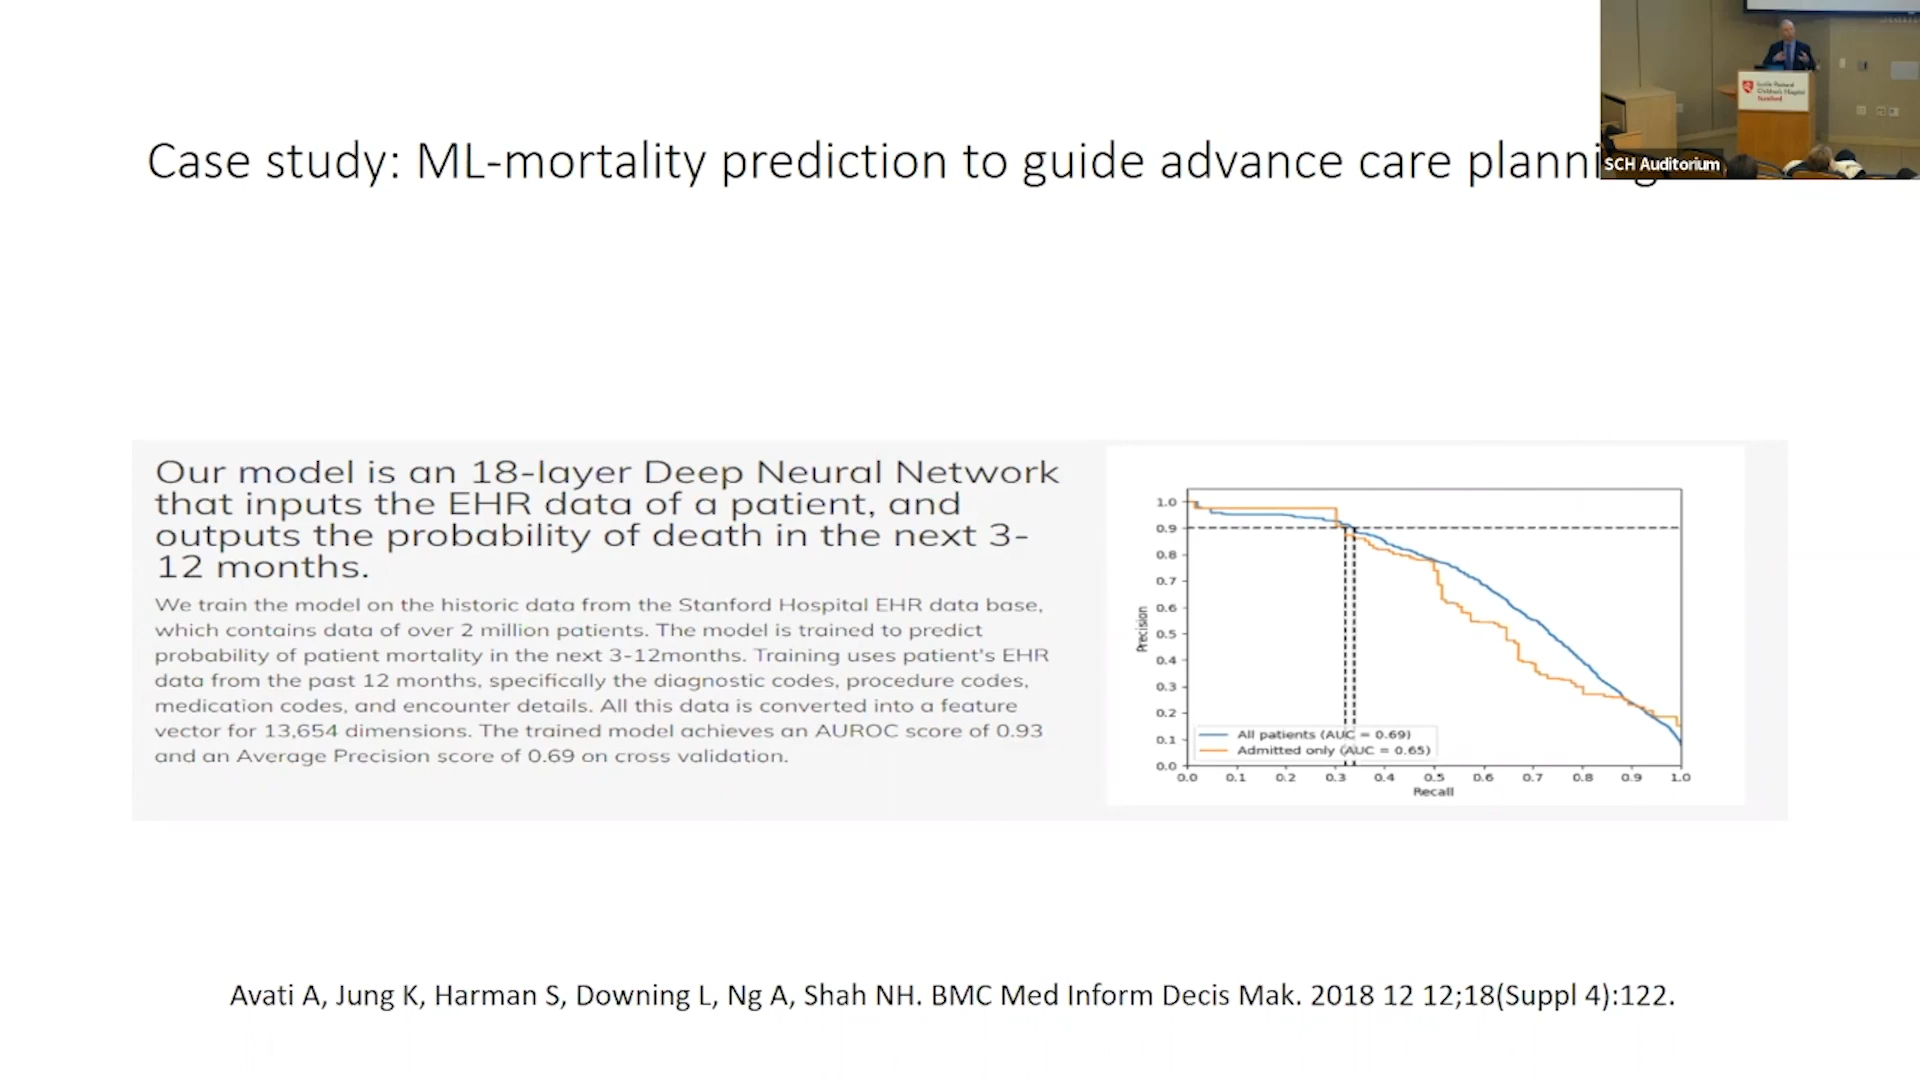 Case study: ML-mortality prediction to guide advance care planni
SCH Auditorium
Lucile Packard
Children's Hospital
Stanford
Our model is an 18-layer Deep Neural Network
that inputs the EHR data of a patient, and
outputs the probability of death in the next 3-
12 months.
We train the model on the historic data from the Stanford Hospital EHR data base,
which contains data of over 2 million patients. The model is trained to predict
probability of patient mortality in the next 3-12months. Training uses patient's EHR
data from the past 12 months, specifically the diagnostic codes, procedure codes,
medication codes, and encounter details. All this data is converted into a feature
vector for 13,654 dimensions. The trained model achieves an AUROC score of 0.93
and an Average Precision score of 0.69 on cross validation.
Precision
1.0
0.9
0.8
0.7
0.6
0.5
0.4
0.3
0.2
0.1
0.0
All patients (AUC = 0.69)
Admitted only (AUC = 0.65)
0.0 0.1 0.2 0.3 0.4 0.5 0.6 0.7 0.8 0.9 1.0
Recall
Avati A, Jung K, Harman S, Downing L, Ng A, Shah NH. BMC Med Inform Decis Mak. 2018 12 12;18(Suppl 4):122.